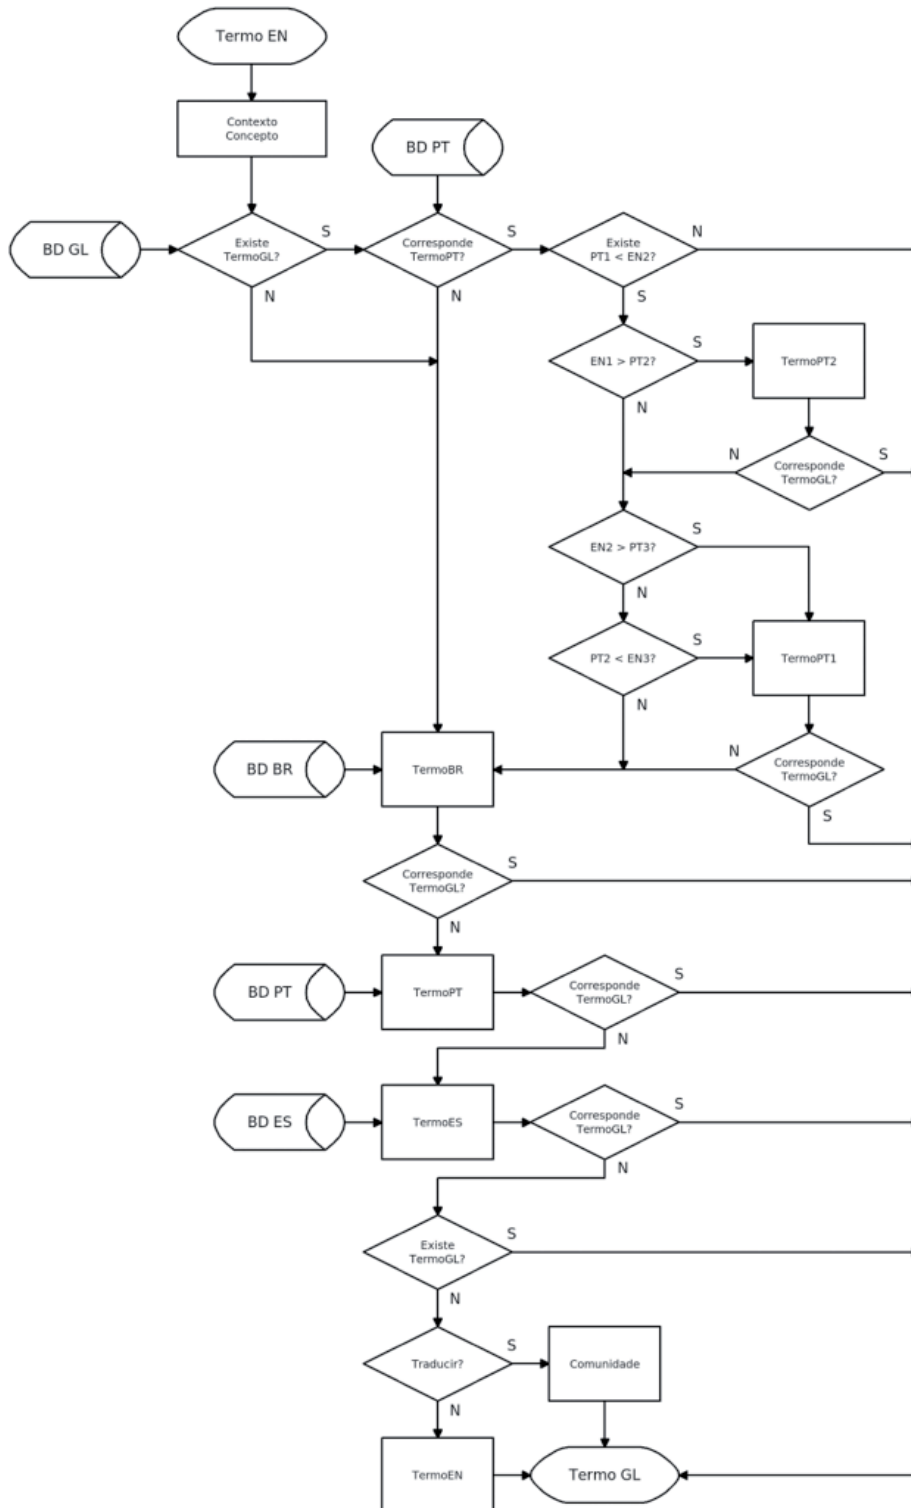 Termo EN
Contexto
Concepto
BD PT
BD GL
Existe
TermoGL?
S
N
Corresponde
TermoPT?
S
N
Existe
PT1 < EN2?
N
S
EN1 > PT2?
S
N
TermoPT2
Corresponde
TermoGL?
N
S
EN2 > PT3?
S
N
PT2 < EN3?
S
N
TermoPT1
Corresponde
TermoGL?
N
S
BD BR
TermoBR
Corresponde
TermoGL?
S
N
BD PT
TermoPT
Corresponde
TermoGL?
S
N
BD ES
TermoES
Corresponde
TermoGL?
S
N
Existe
TermoGL?
S
N
Traducir?
S
N
Comunidade
TermoEN
Termo GL